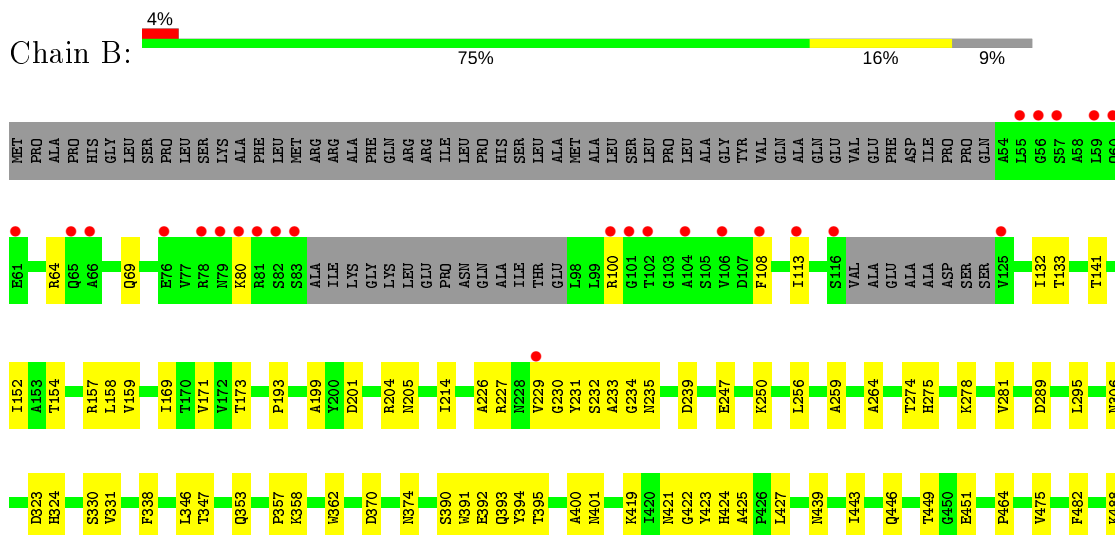 4%
Chain B:
75% 16% 9%
MET PRO ALA PRO HIS GLY LEU SER PRO LEU SER LYS ALA PHE LEU MET ARG ARG ALA PHE GLN ARG ARG ILE LEU PRO HIS SER LEU ALA MET ALA LEU SER LEU PRO LEU ALA GLY TYR VAL GLN ALA GLN GLU VAL GLU PHE ASP ILE PRO PRO GLN A54 L55 G56 S57 A58 L59 Q60
E61 R64 Q65 A66 Q69 E76 V77 R78 N79 K80 R81 S82 S83 ALA ILE LYS GLY LYS LEU GLU PRO ASN GLN ALA ILE THR GLU L98 L99 R100 G101 T102 G103 A104 S105 V106 D107 F108 I113 S116 VAL ALA GLU ALA ALA ASP SER SER V125 I132 T133 T141
I152 A153 T154 R157 L158 V159 I169 T170 V171 V172 T173 P193 A199 Y200 D201 R204 N205 I214 A226 R227 N228 V229 G230 Y231 S232 A233 G234 N235 D239 E247 K250 L256 A259 A264 T274 H275 K278 V281 D289 L295 N306
D323 H324 S330 V331 F338 L346 T347 Q353 P357 K358 W362 D370 N374 S390 W391 E392 Q393 Y394 T395 A400 N401 K419 I420 N421 G422 Y423 H424 A425 P426 L427 N439 I443 Q446 T449 G450 E451 P464 V475 F482